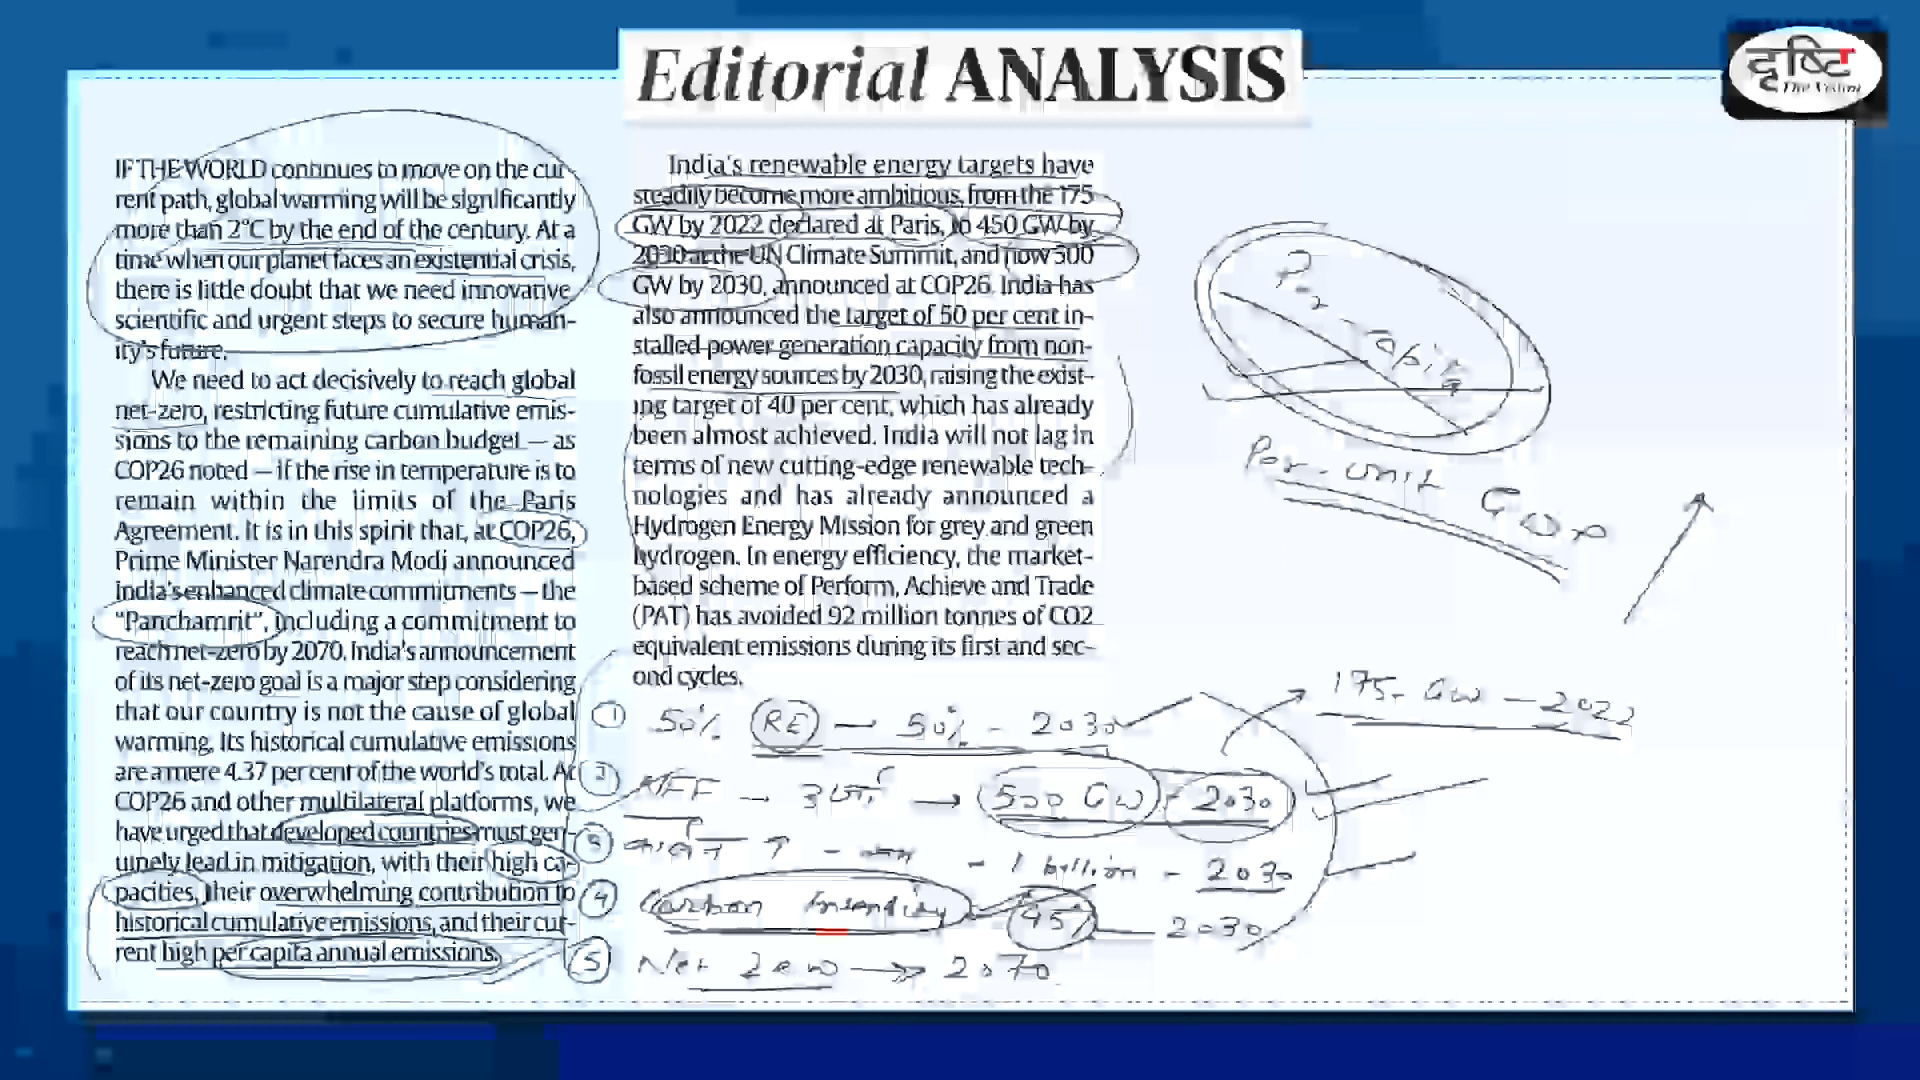 Editorial ANALYSIS
दृष्टि
The Vision
IF THE WORLD continues to move on the cur-
rent path, global warming will be significantly
more than 2°C by the end of the century. At a
time when our planet faces an existential crisis,
there is little doubt that we need innovative
scientific and urgent steps to secure human-
ity's future.
We need to act decisively to reach global
net-zero, restricting future cumulative emis-
sions to the remaining carbon budget — as
COP26 noted — if the rise in temperature is to
remain within the limits of the Paris
Agreement. It is in this spirit that, at COP26,
Prime Minister Narendra Modi announced
India's enhanced climate commitments — the
"Panchamrit", including a commitment to
reach net-zero by 2070. India's announcement
of its net-zero goal is a major step considering
that our country is not the cause of global
warming. Its historical cumulative emissions
are a mere 4.37 per cent of the world's total. At
COP26 and other multilateral platforms, we
have urged that developed countries must gen-
uinely lead in mitigation, with their high ca-
pacities, their overwhelming contribution to
historical cumulative emissions, and their cur-
rent high per capita annual emissions.
India's renewable energy targets have
steadily become more ambitious, from the 175
GW by 2022 declared at Paris, to 450 GW by
2030 at the UN Climate Summit, and now 500
GW by 2030, announced at COP26. India has
also announced the target of 50 per cent in-
stalled power generation capacity from non-
fossil energy sources by 2030, raising the exist-
ing target of 40 per cent, which has already
been almost achieved. India will not lag in
terms of new cutting-edge renewable tech-
nologies and has already announced a
Hydrogen Energy Mission for grey and green
hydrogen. In energy efficiency, the market-
based scheme of Perform, Achieve and Trade
(PAT) has avoided 92 million tonnes of CO2
equivalent emissions during its first and sec-
ond cycles.
1 50% RE — 50% - 2030
2 NFF — → 500 GW - 2030
3 - 1 billion - 2030
4 Carbon Intensity 45% — 2030
5 Net Zero → 2070
Per capita
Per-unit GDP
175 GW - 2022